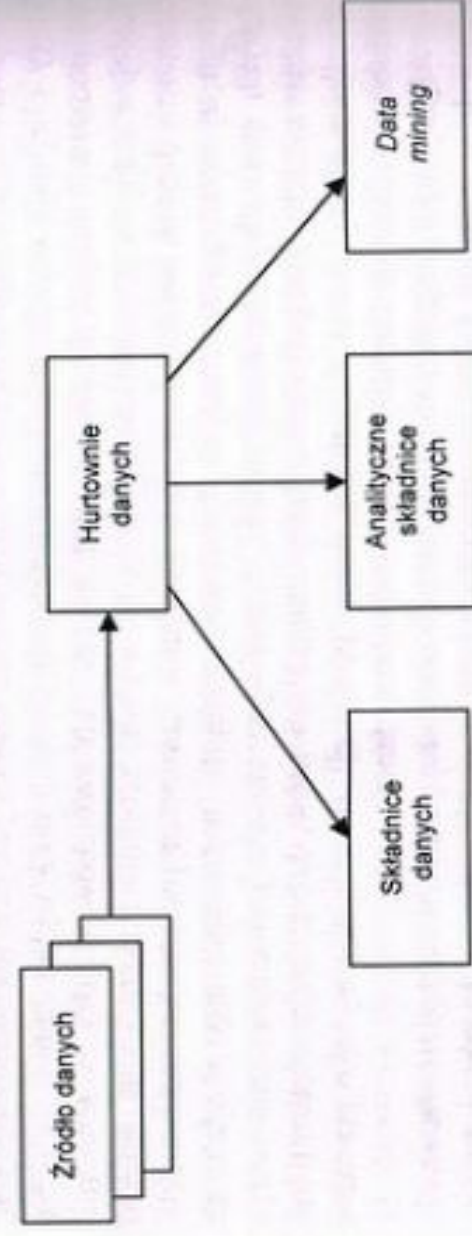 Źródło danych
Hurtownie
danych
Składnice
danych
Analityczne
składnice
danych
Data
mining